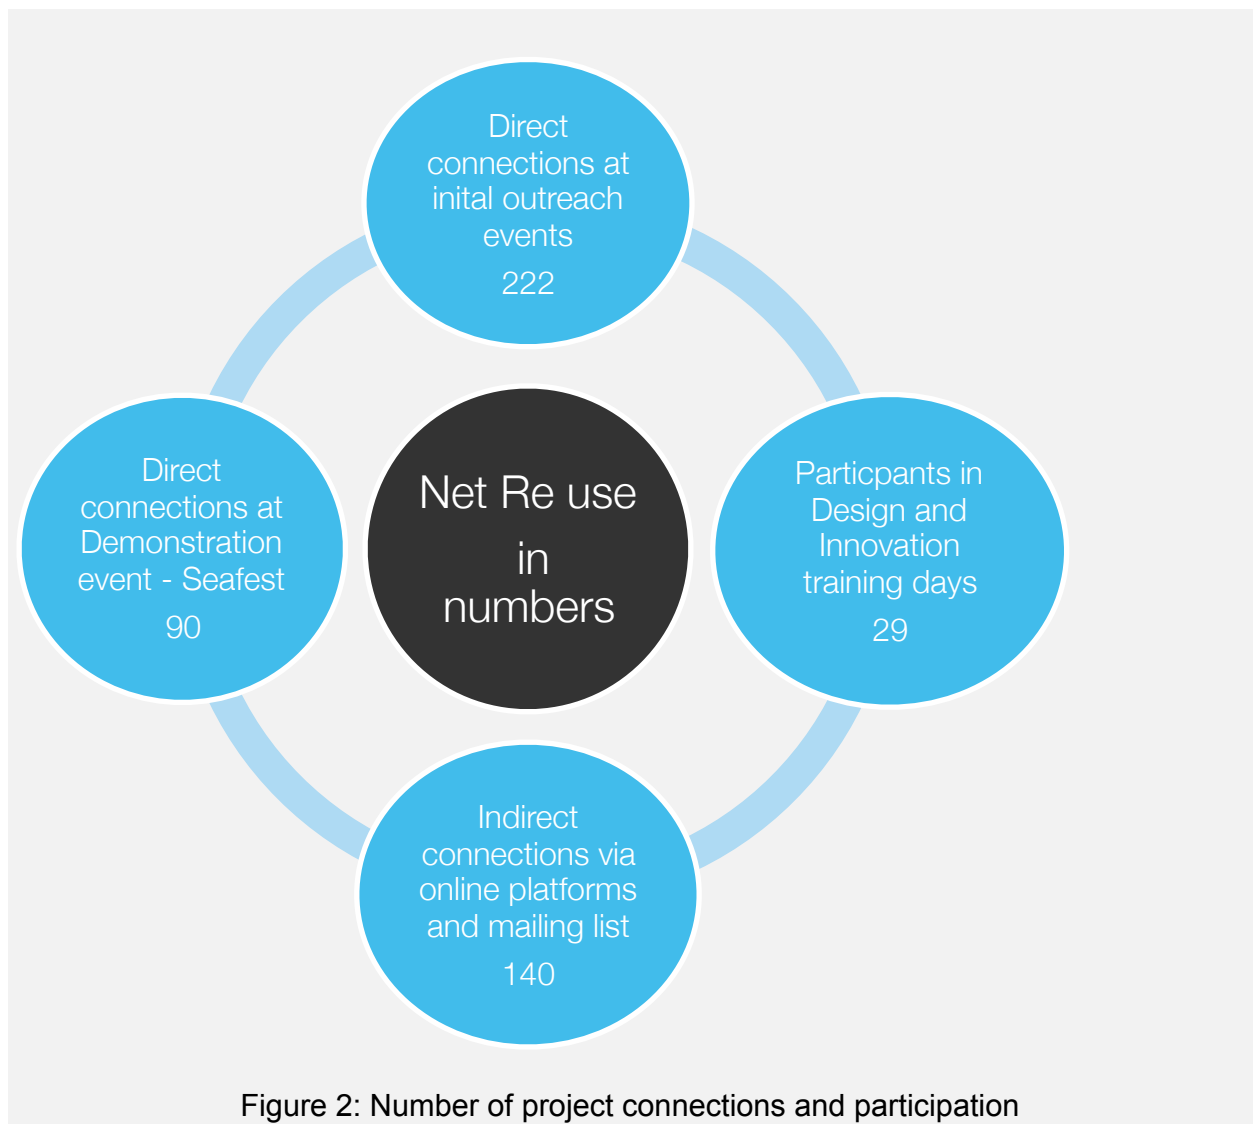 Direct
connections at
inital outreach
events
222
Direct
connections at
Demonstration
event - Seafest
90
Net Re use
in
numbers
Particpants in
Design and
Innovation
training days
29
Indirect
connections via
online platforms
and mailing list
140
Figure 2: Number of project connections and participation